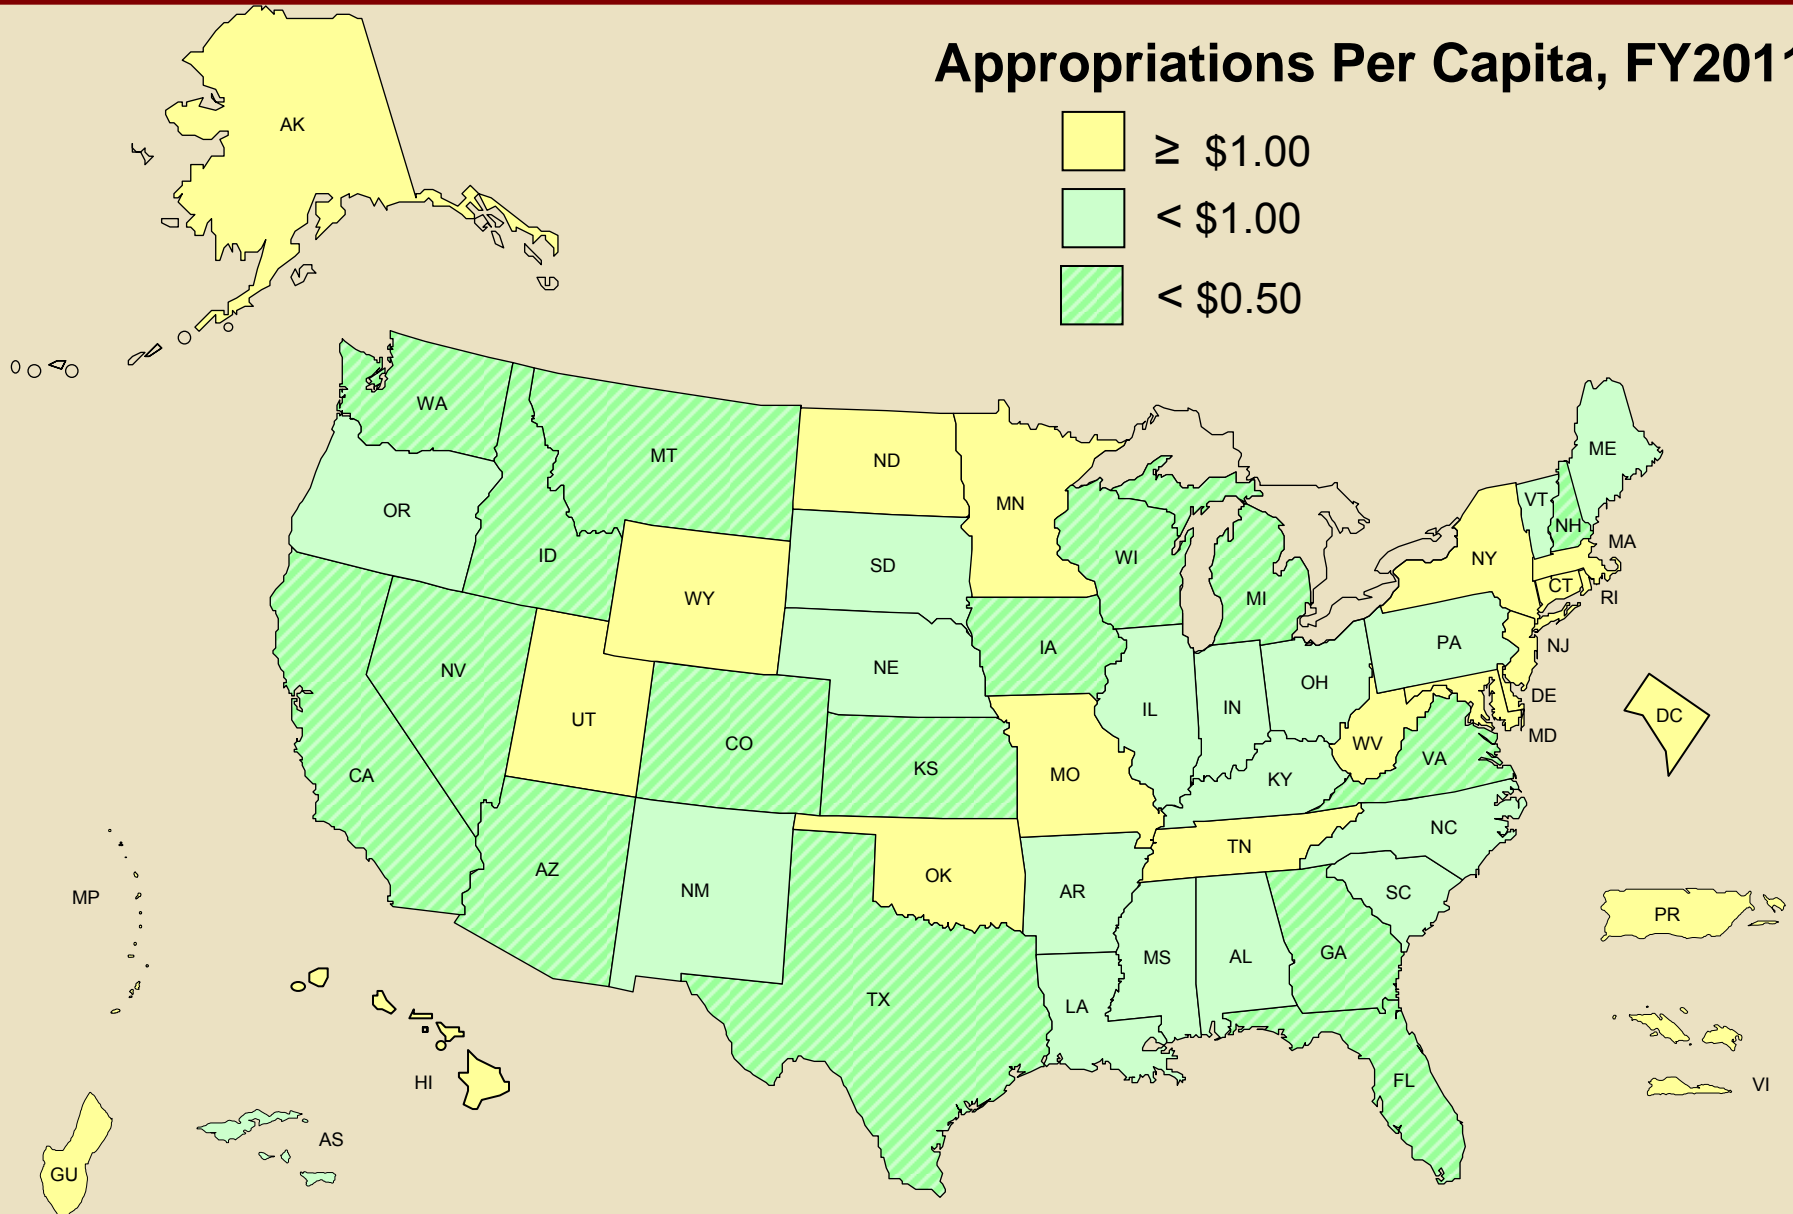 Appropriations Per Capita, FY2011
≥ $1.00
< $1.00
< $0.50
AK
WA
MT
ND
MN
ME
VT
NH
OR
ID
SD
WI
MI
NY
MA
CT
RI
WY
NE
IA
PA
NJ
NV
UT
CO
KS
IL
IN
OH
DE
MD
DC
CA
MO
KY
WV
VA
AZ
NM
OK
AR
TN
NC
SC
MP
PR
TX
LA
MS
AL
GA
FL
HI
VI
AS
GU